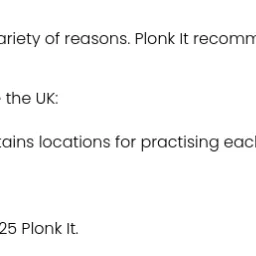 ariety of reasons. Plonk It recomm
the UK:
tains locations for practising each
25 Plonk It.